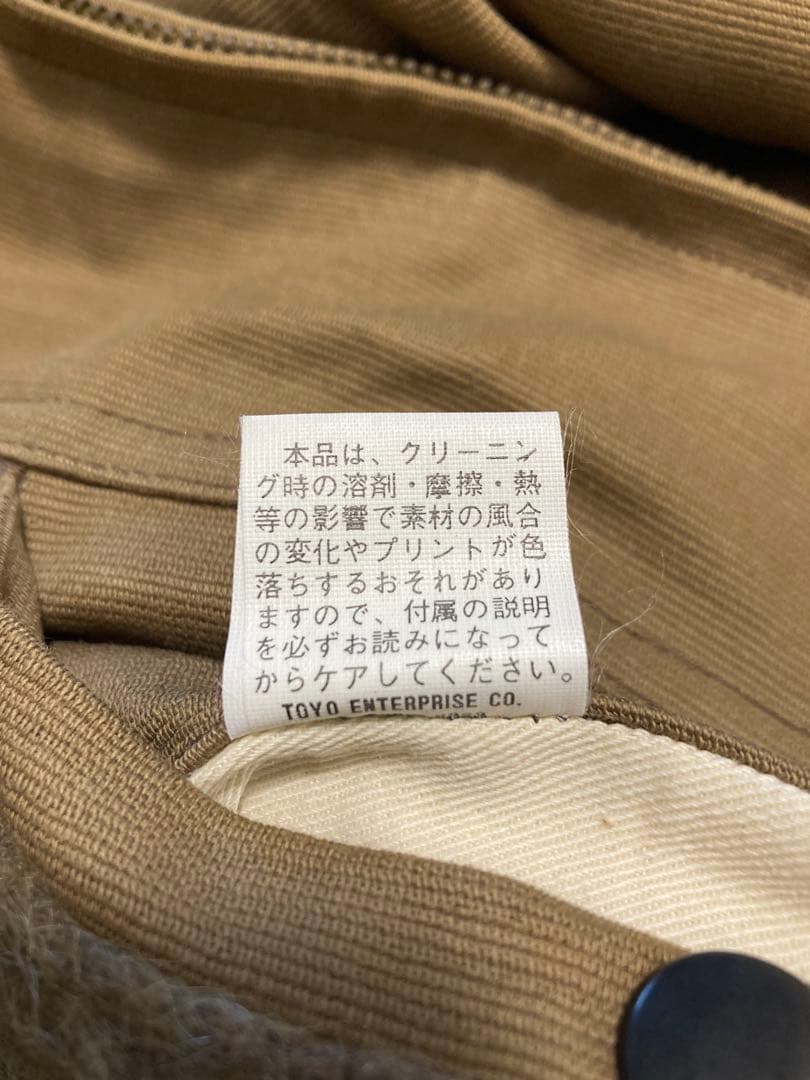 本品は、クリーニン
グ時の溶剤・摩擦・熱
等の影響で素材の風合
の変化やプリントが色
落ちするおそれがあり
ますので、付属の説明
を必ずお読みになって
からケアしてください。
TOYO ENTERPRISE CO.